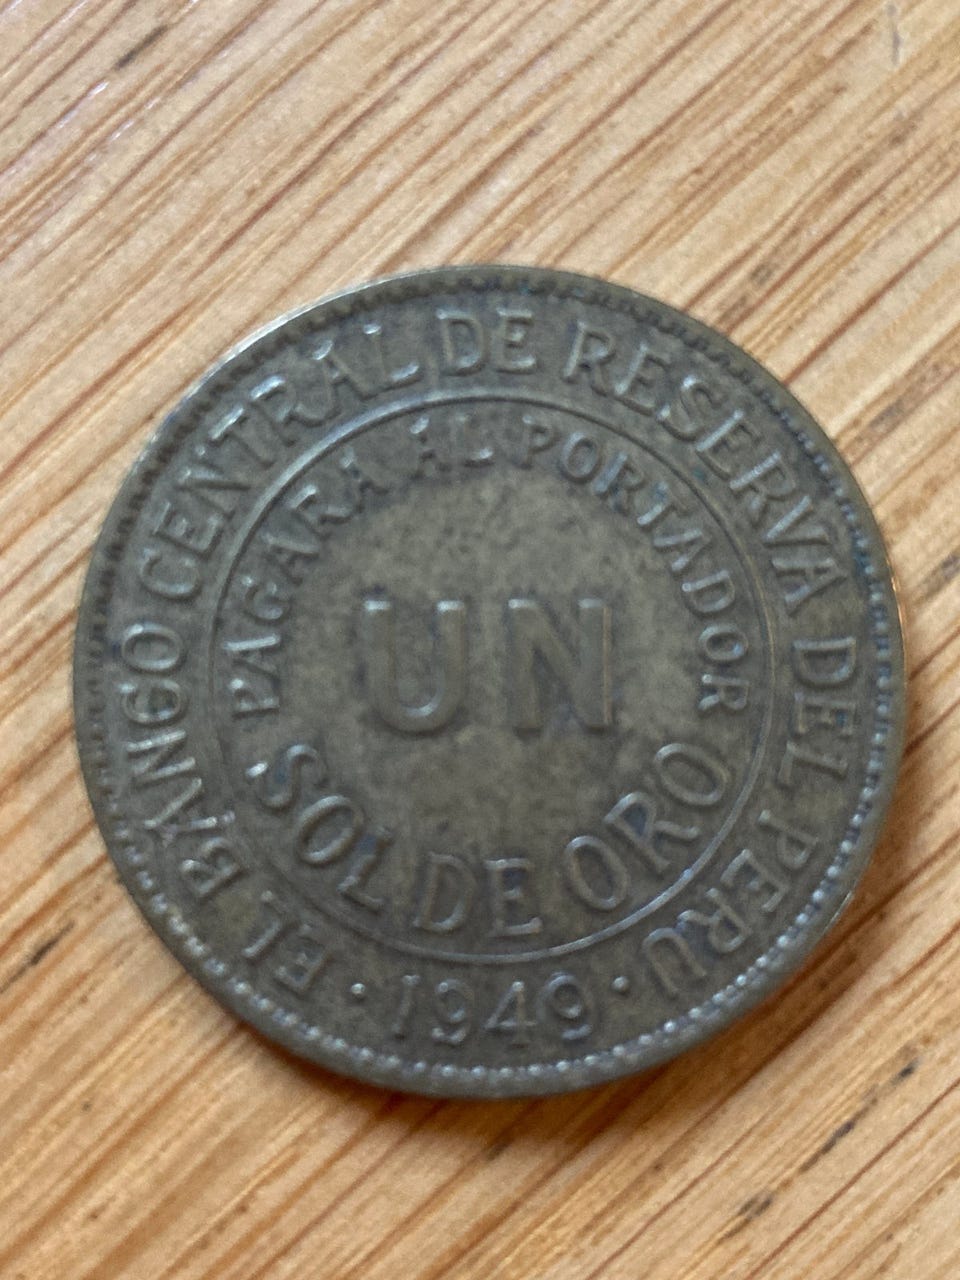 EL BANCO CENTRAL DE RESERVA DEL PERU
PAGARA AL PORTADOR
UN
SOL DE ORO
· 1949 ·